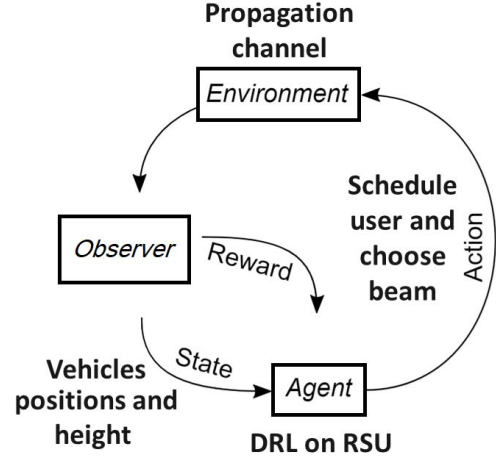 Propagation
channel
Environment
Schedule
user and
choose
beam
Action
Observer
Reward
State
Vehicles
positions and
height
Agent
DRL on RSU